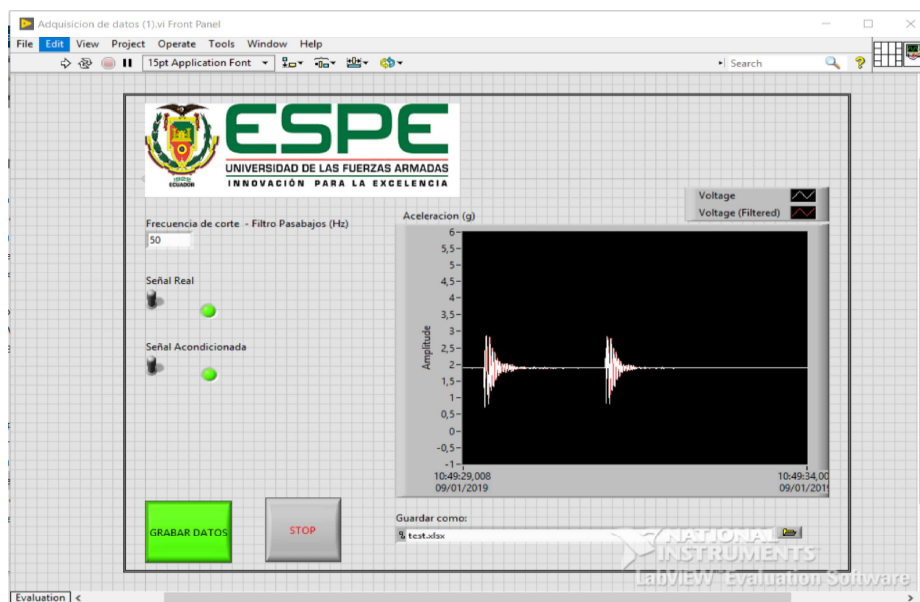 Adquisicion de datos (1).vi Front Panel
File Edit View Project Operate Tools Window Help
15pt Application Font
Search
ESPE
UNIVERSIDAD DE LAS FUERZAS ARMADAS
INNOVACIÓN PARA LA EXCELENCIA
ECUADOR
Voltage
Voltage (Filtered)
Frecuencia de corte - Filtro Pasabajos (Hz)
50
Señal Real
Señal Acondicionada
Aceleracion (g)
Amplitude
6
5,5
5
4,5
4
3,5
3
2,5
2
1,5
1
0,5
0
-0,5
-1
10:49:29,008
09/01/2019
10:49:34,00
09/01/2019
GRABAR DATOS
STOP
Guardar como:
test.xlsx
NATIONAL INSTRUMENTS
LabVIEW Evaluation Software
Evaluation